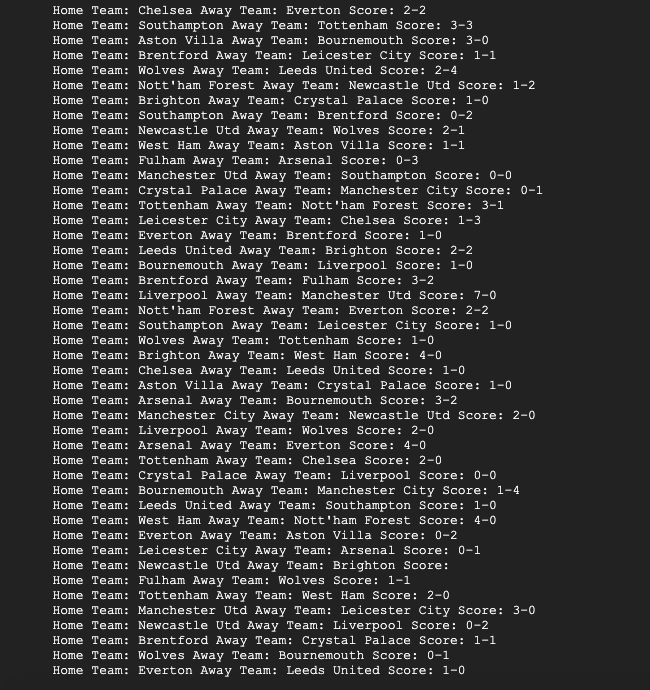 Home Team: Chelsea Away Team: Everton Score: 2-2
Home Team: Southampton Away Team: Tottenham Score: 3-3
Home Team: Aston Villa Away Team: Bournemouth Score: 3-0
Home Team: Brentford Away Team: Leicester City Score: 1-1
Home Team: Wolves Away Team: Leeds United Score: 2-4
Home Team: Nott'ham Forest Away Team: Newcastle Utd Score: 1-2
Home Team: Brighton Away Team: Crystal Palace Score: 1-0
Home Team: Southampton Away Team: Brentford Score: 0-2
Home Team: Newcastle Utd Away Team: Wolves Score: 2-1
Home Team: West Ham Away Team: Aston Villa Score: 1-1
Home Team: Fulham Away Team: Arsenal Score: 0-3
Home Team: Manchester Utd Away Team: Southampton Score: 0-0
Home Team: Crystal Palace Away Team: Manchester City Score: 0-1
Home Team: Tottenham Away Team: Nott'ham Forest Score: 3-1
Home Team: Leicester City Away Team: Chelsea Score: 1-3
Home Team: Everton Away Team: Brentford Score: 1-0
Home Team: Leeds United Away Team: Brighton Score: 2-2
Home Team: Bournemouth Away Team: Liverpool Score: 1-0
Home Team: Brentford Away Team: Fulham Score: 3-2
Home Team: Liverpool Away Team: Manchester Utd Score: 7-0
Home Team: Nott'ham Forest Away Team: Everton Score: 2-2
Home Team: Southampton Away Team: Leicester City Score: 1-0
Home Team: Wolves Away Team: Tottenham Score: 1-0
Home Team: Brighton Away Team: West Ham Score: 4-0
Home Team: Chelsea Away Team: Leeds United Score: 1-0
Home Team: Aston Villa Away Team: Crystal Palace Score: 1-0
Home Team: Arsenal Away Team: Bournemouth Score: 3-2
Home Team: Manchester City Away Team: Newcastle Utd Score: 2-0
Home Team: Liverpool Away Team: Wolves Score: 2-0
Home Team: Arsenal Away Team: Everton Score: 4-0
Home Team: Tottenham Away Team: Chelsea Score: 2-0
Home Team: Crystal Palace Away Team: Liverpool Score: 0-0
Home Team: Bournemouth Away Team: Manchester City Score: 1-4
Home Team: Leeds United Away Team: Southampton Score: 1-0
Home Team: West Ham Away Team: Nott'ham Forest Score: 4-0
Home Team: Everton Away Team: Aston Villa Score: 0-2
Home Team: Leicester City Away Team: Arsenal Score: 0-1
Home Team: Newcastle Utd Away Team: Brighton Score:
Home Team: Fulham Away Team: Wolves Score: 1-1
Home Team: Tottenham Away Team: West Ham Score: 2-0
Home Team: Manchester Utd Away Team: Leicester City Score: 3-0
Home Team: Newcastle Utd Away Team: Liverpool Score: 0-2
Home Team: Brentford Away Team: Crystal Palace Score: 1-1
Home Team: Wolves Away Team: Bournemouth Score: 0-1
Home Team: Everton Away Team: Leeds United Score: 1-0